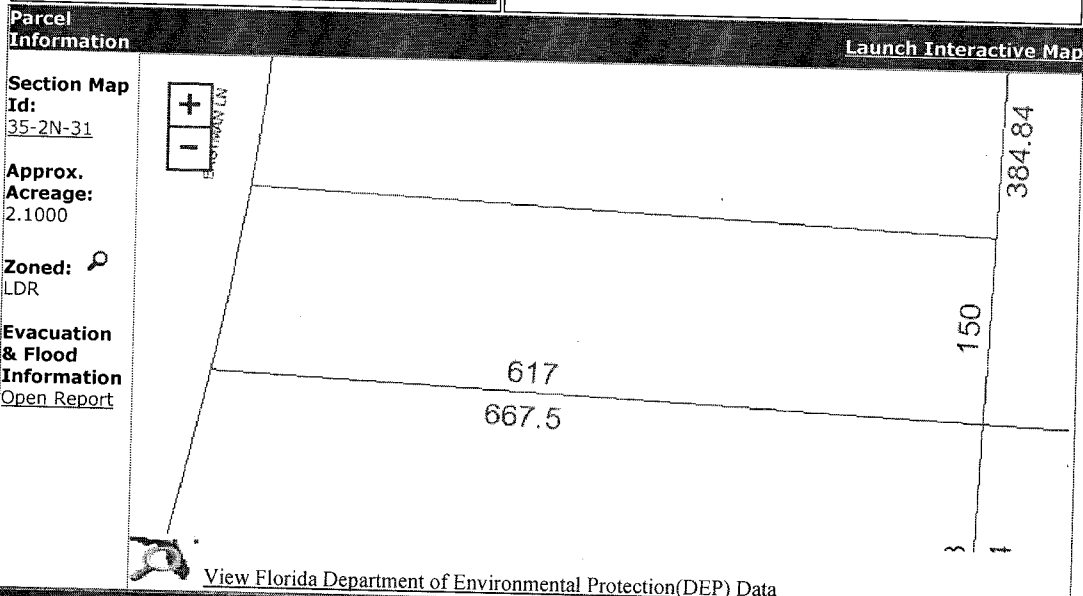 Parcel
Information
Launch Interactive Map
Section Map
Id:
35-2N-31
Approx.
Acreage:
2.1000
Zoned:
LDR
Evacuation
& Flood
Information
Open Report
+
−
LN
384.84
150
617
667.5
View Florida Department of Environmental Protection(DEP) Data